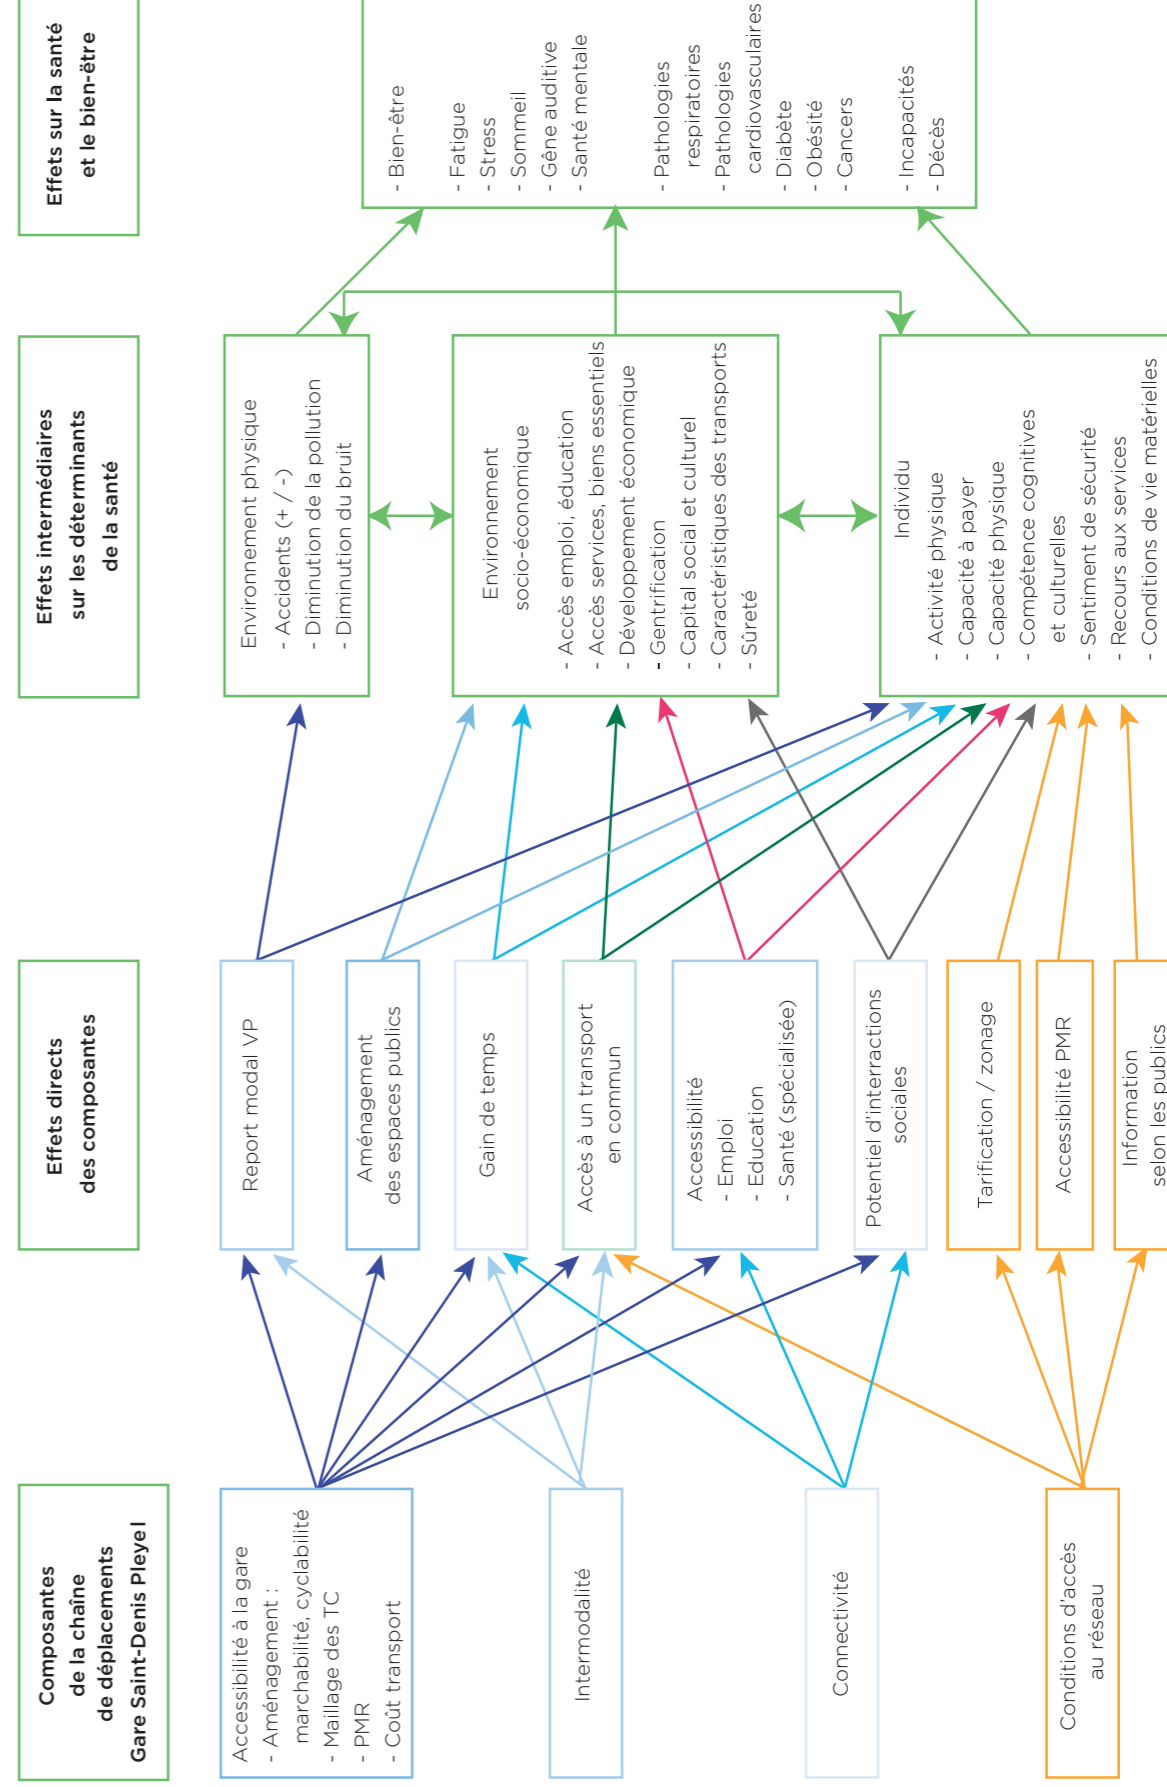 Composantes
de la chaîne
de déplacements
Gare Saint-Denis Pleyel
Accessibilité à la gare
- Aménagement :
marchabilité, cyclabilité
- Maillage des TC
- PMR
- Coût transport
Intermodalité
Connectivité
Conditions d'accès
au réseau
Effets directs
des composantes
Report modal VP
Aménagement
des espaces publics
Gain de temps
Accès à un transport
en commun
Accessibilité
- Emploi
- Education
- Santé (spécialisée)
Potentiel d'interractions
sociales
Tarification / zonage
Accessibilité PMR
Information
selon les publics
Effets intermédiaires
sur les déterminants
de la santé
Environnement physique
- Accidents (+ / -)
- Diminution de la pollution
- Diminution du bruit
Environnement
socio-économique
- Accès emploi, éducation
- Accès services, biens essentiels
- Développement économique
- Gentrification
- Capital social et culturel
- Caractéristiques des transports
- Sûreté
Individu
- Activité physique
- Capacité à payer
- Capacité physique
- Compétence cognitives
et culturelles
- Sentiment de sécurité
- Recours aux services
- Conditions de vie matérielles
Effets sur la santé
et le bien-être
- Bien-être
- Fatigue
- Stress
- Sommeil
- Gêne auditive
- Santé mentale
- Pathologies
respiratoires
- Pathologies
cardiovasculaires
- Diabète
- Obésité
- Cancers
- Incapacités
- Décès